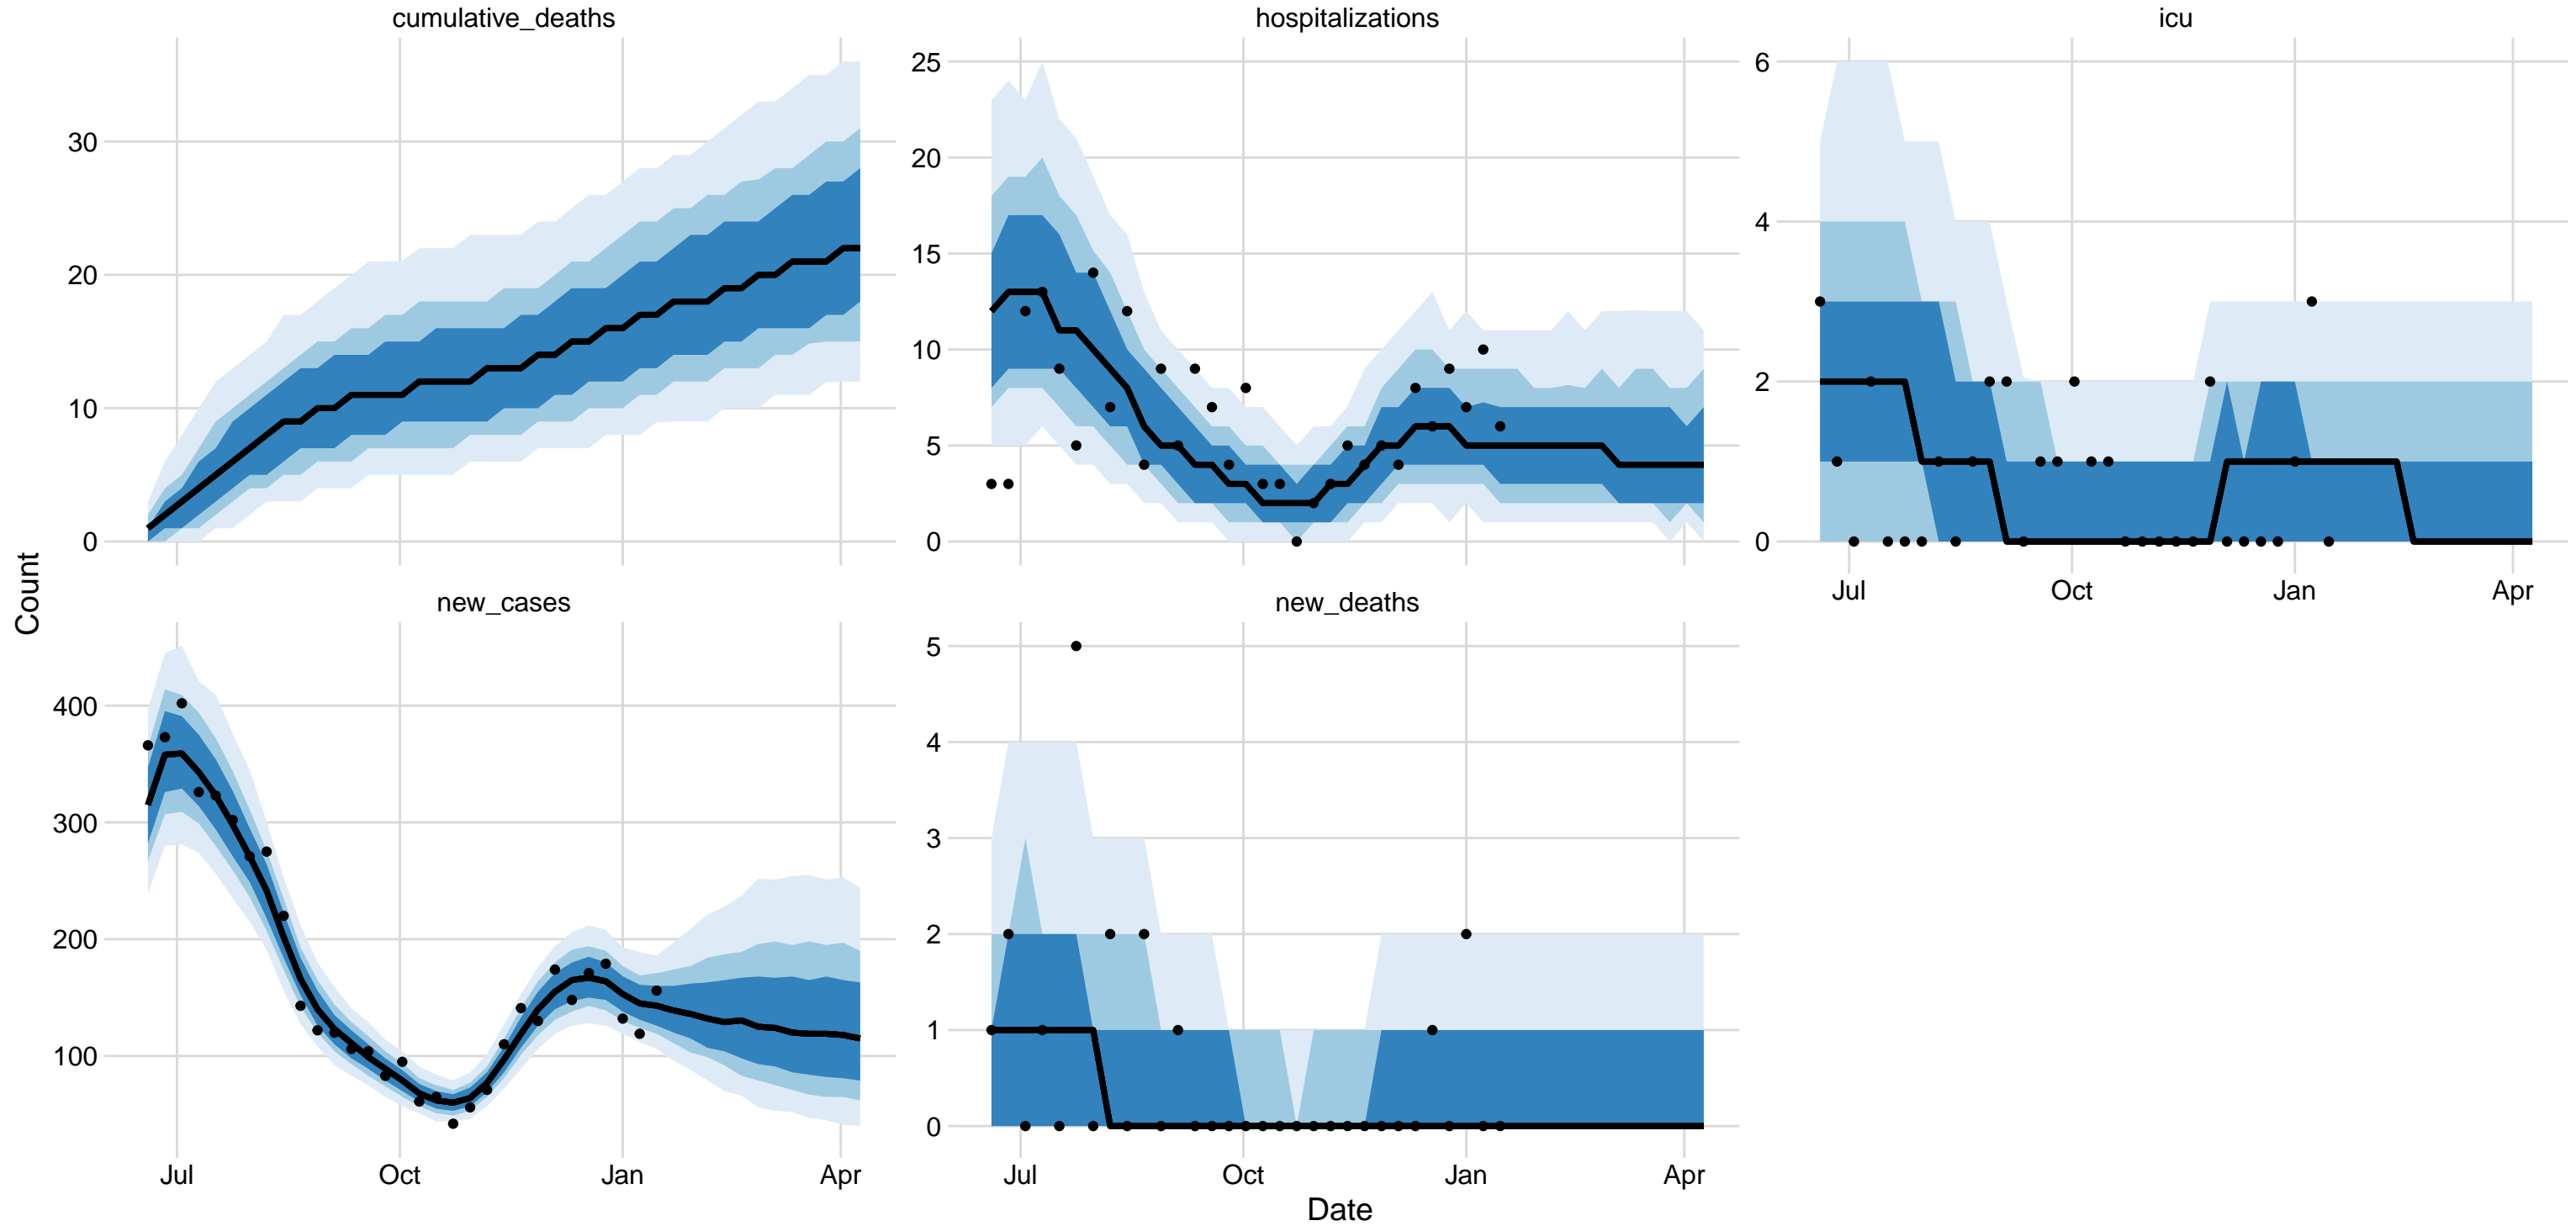 cumulative_deaths
hospitalizations
icu
30
20
10
0
25
20
15
10
5
0
6
4
2
0
Jul
Oct
Jan
Apr
Count
new_cases
new_deaths
400
300
200
100
5
4
3
2
1
0
Jul
Oct
Jan
Apr
Jul
Oct
Jan
Apr
Date